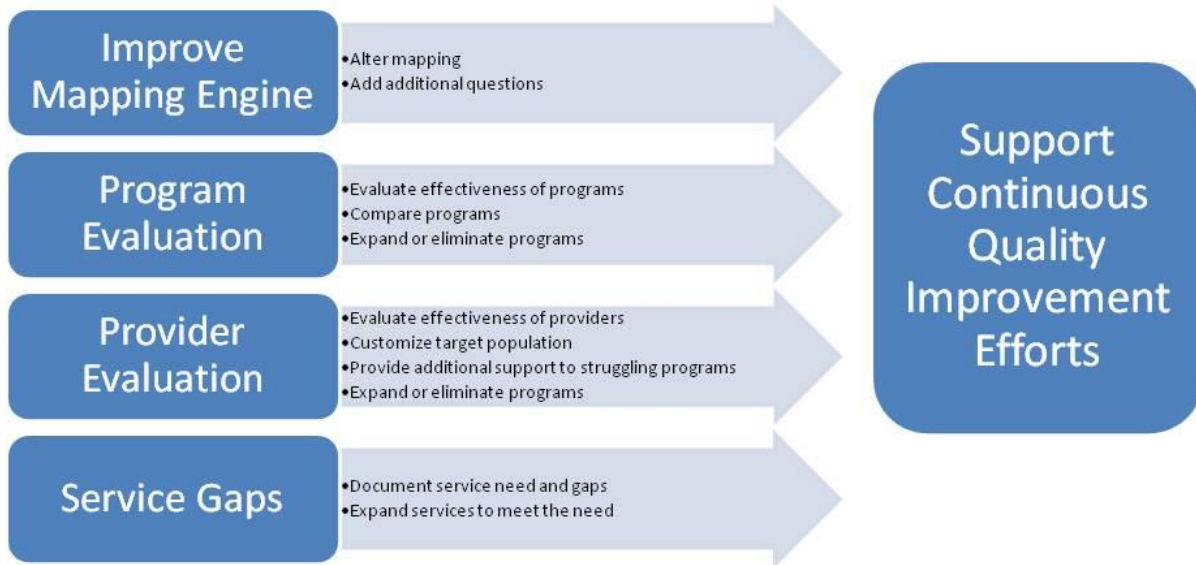 Improve
Mapping Engine
•Alter mapping
•Add additional questions
Program
Evaluation
•Evaluate effectiveness of programs
•Compare programs
•Expand or eliminate programs
Provider
Evaluation
•Evaluate effectiveness of providers
•Customize target population
•Provide additional support to struggling programs
•Expand or eliminate programs
Service Gaps
•Document service need and gaps
•Expand services to meet the need
Support
Continuous
Quality
Improvement
Efforts